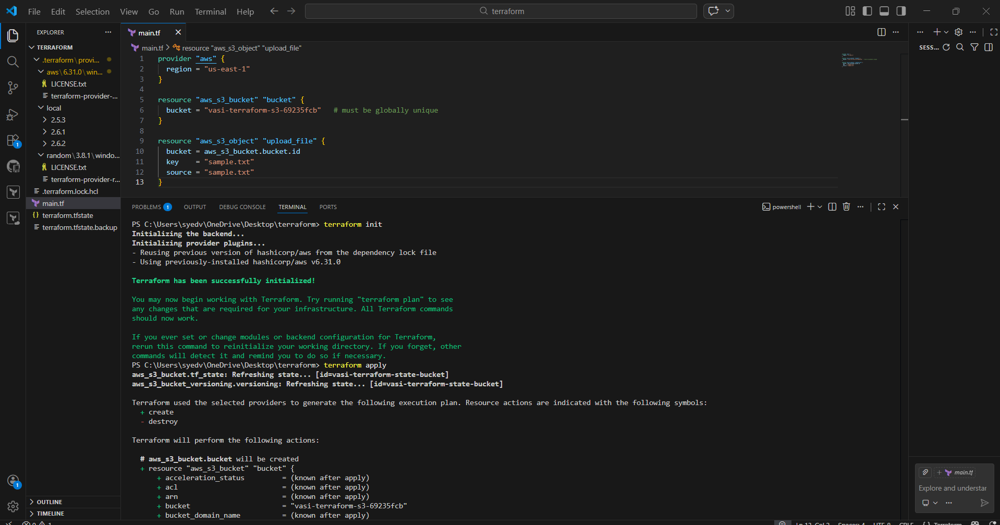 File Edit Selection View Go Run Terminal Help
terraform
EXPLORER
TERRAFORM
.terraform\provi...
aws\6.31.0\win...
LICENSE.txt
terraform-provider-...
local
2.5.3
2.6.1
2.6.2
random\3.8.1\windo...
LICENSE.txt
terraform-provider-r...
.terraform.lock.hcl
main.tf
terraform.tfstate
terraform.tfstate.backup
OUTLINE
TIMELINE
1
1
main.tf
main.tf > resource "aws_s3_object" "upload_file"
1 provider "aws" {
2 region = "us-east-1"
3 }
4
5 resource "aws_s3_bucket" "bucket" {
6 bucket = "vasi-terraform-s3-69235fcb" # must be globally unique
7 }
8
9 resource "aws_s3_object" "upload_file" {
10 bucket = aws_s3_bucket.bucket.id
11 key = "sample.txt"
12 source = "sample.txt"
13 }
PROBLEMS 1 OUTPUT DEBUG CONSOLE TERMINAL PORTS
powershell
PS C:\Users\syedv\OneDrive\Desktop\terraform> terraform init
Initializing the backend...
Initializing provider plugins...
- Reusing previous version of hashicorp/aws from the dependency lock file
- Using previously-installed hashicorp/aws v6.31.0
Terraform has been successfully initialized!
You may now begin working with Terraform. Try running "terraform plan" to see
any changes that are required for your infrastructure. All Terraform commands
should now work.
If you ever set or change modules or backend configuration for Terraform,
rerun this command to reinitialize your working directory. If you forget, other
commands will detect it and remind you to do so if necessary.
PS C:\Users\syedv\OneDrive\Desktop\terraform> terraform apply
aws_s3_bucket.tf_state: Refreshing state... [id=vasi-terraform-state-bucket]
aws_s3_bucket_versioning.versioning: Refreshing state... [id=vasi-terraform-state-bucket]
Terraform used the selected providers to generate the following execution plan. Resource actions are indicated with the following symbols:
+ create
- destroy
Terraform will perform the following actions:
# aws_s3_bucket.bucket will be created
+ resource "aws_s3_bucket" "bucket" {
+ acceleration_status = (known after apply)
+ acl = (known after apply)
+ arn = (known after apply)
+ bucket = "vasi-terraform-s3-69235fcb"
+ bucket_domain_name = (known after apply)
SESS...
main.tf
Explore and understar
Ln 13, Col 2 Spaces: 4 UTF-8 CRLF {} Terraform